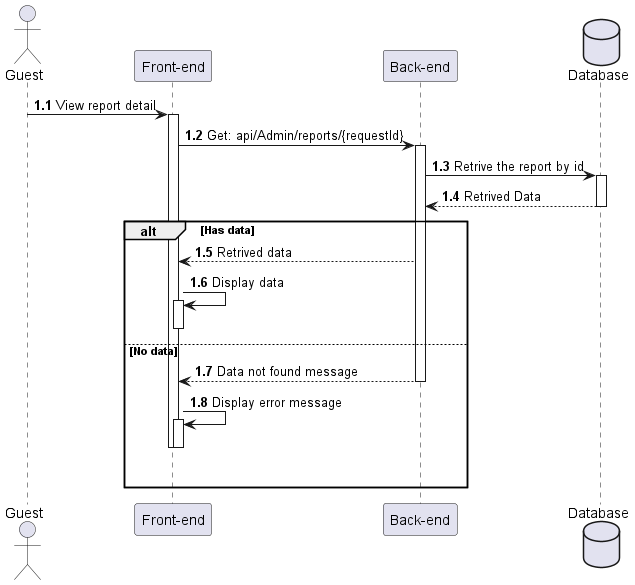 Guest
Front-end
Back-end
Database
1.1 View report detail
1.2 Get: api/Admin/reports/{requestId}
1.3 Retrive the report by id
1.4 Retrived Data
alt [Has data]
1.5 Retrived data
1.6 Display data
[No data]
1.7 Data not found message
1.8 Display error message
Guest
Front-end
Back-end
Database